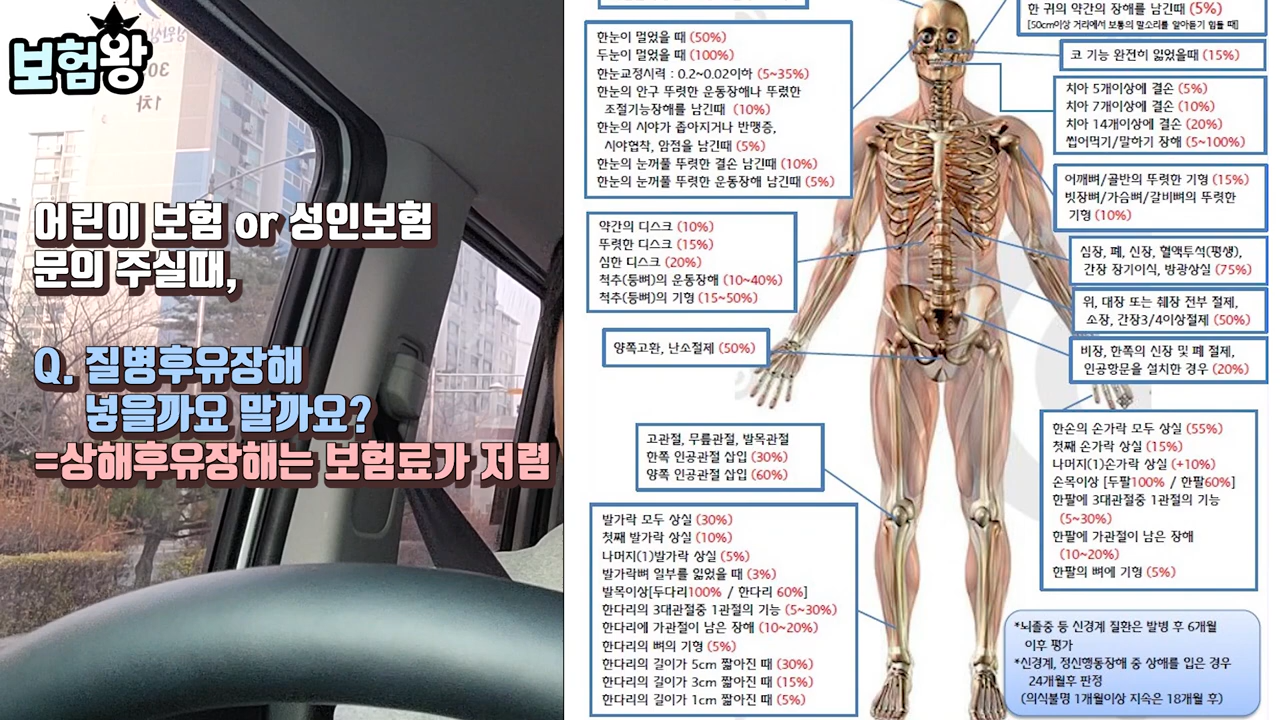 보험왕
어린이 보험 or 성인보험
문의 주실때,
Q. 질병후유장해
넣을까요 말까요?
=상해후유장해는 보험료가 저렴
30
1차
한눈이 멀었을 때 (50%)
두눈이 멀었을 때 (100%)
한눈교정시력 : 0.2~0.02이하 (5~35%)
한눈의 안구 뚜렷한 운동장해나 뚜렷한
조절기능장해를 남긴때 (10%)
한눈의 시야가 좁아지거나 반맹증,
시야협착, 암점을 남긴때 (5%)
한눈의 눈꺼풀 뚜렷한 결손 남긴때 (10%)
한눈의 눈꺼풀 뚜렷한 운동장해 남긴때 (5%)
약간의 디스크 (10%)
뚜렷한 디스크 (15%)
심한 디스크 (20%)
척추(등뼈)의 운동장해 (10~40%)
척추(등뼈)의 기형 (15~50%)
양쪽고환, 난소절제 (50%)
고관절, 무릎관절, 발목관절
한쪽 인공관절 삽입 (30%)
양쪽 인공관절 삽입 (60%)
발가락 모두 상실 (30%)
첫째 발가락 상실 (10%)
나머지(1)발가락 상실 (5%)
발가락뼈 일부를 잃었을 때 (3%)
발목이상[두다리100% / 한다리 60%]
한다리의 3대관절중 1관절의 기능 (5~30%)
한다리에 가관절이 남은 장해 (10~20%)
한다리의 뼈의 기형 (5%)
한다리의 길이가 5cm 짧아진 때 (30%)
한다리의 길이가 3cm 짧아진 때 (15%)
한다리의 길이가 1cm 짧아진 때 (5%)
한 귀의 약간의 장해를 남긴때 (5%)
[50cm이상 거리에서 보통의 말소리를 알아듣기 힘들 때]
코 기능 완전히 잃었을때 (15%)
치아 5개이상에 결손 (5%)
치아 7개이상에 결손 (10%)
치아 14개이상에 결손 (20%)
씹어먹기/말하기 장해 (5~100%)
어깨뼈/골반의 뚜렷한 기형 (15%)
빗장뼈/가슴뼈/갈비뼈의 뚜렷한
기형 (10%)
심장, 폐, 신장, 혈액투석(평생),
간장 장기이식, 방광상실 (75%)
위, 대장 또는 췌장 전부 절제,
소장, 간장3/4이상절제 (50%)
비장, 한쪽의 신장 및 폐 절제,
인공항문을 설치한 경우 (20%)
한손의 손가락 모두 상실 (55%)
첫째 손가락 상실 (15%)
나머지(1)손가락 상실 (+10%)
손목이상 [두팔100% / 한팔60%]
한팔에 3대관절중 1관절의 기능
(5~30%)
한팔에 가관절이 남은 장해
(10~20%)
한팔의 뼈에 기형 (5%)
*뇌졸중 등 신경계 질환은 발병 후 6개월
이후 평가
*신경계, 정신행동장해 중 상해를 입은 경우
24개월후 판정
(의식불명 1개월이상 지속은 18개월 후)